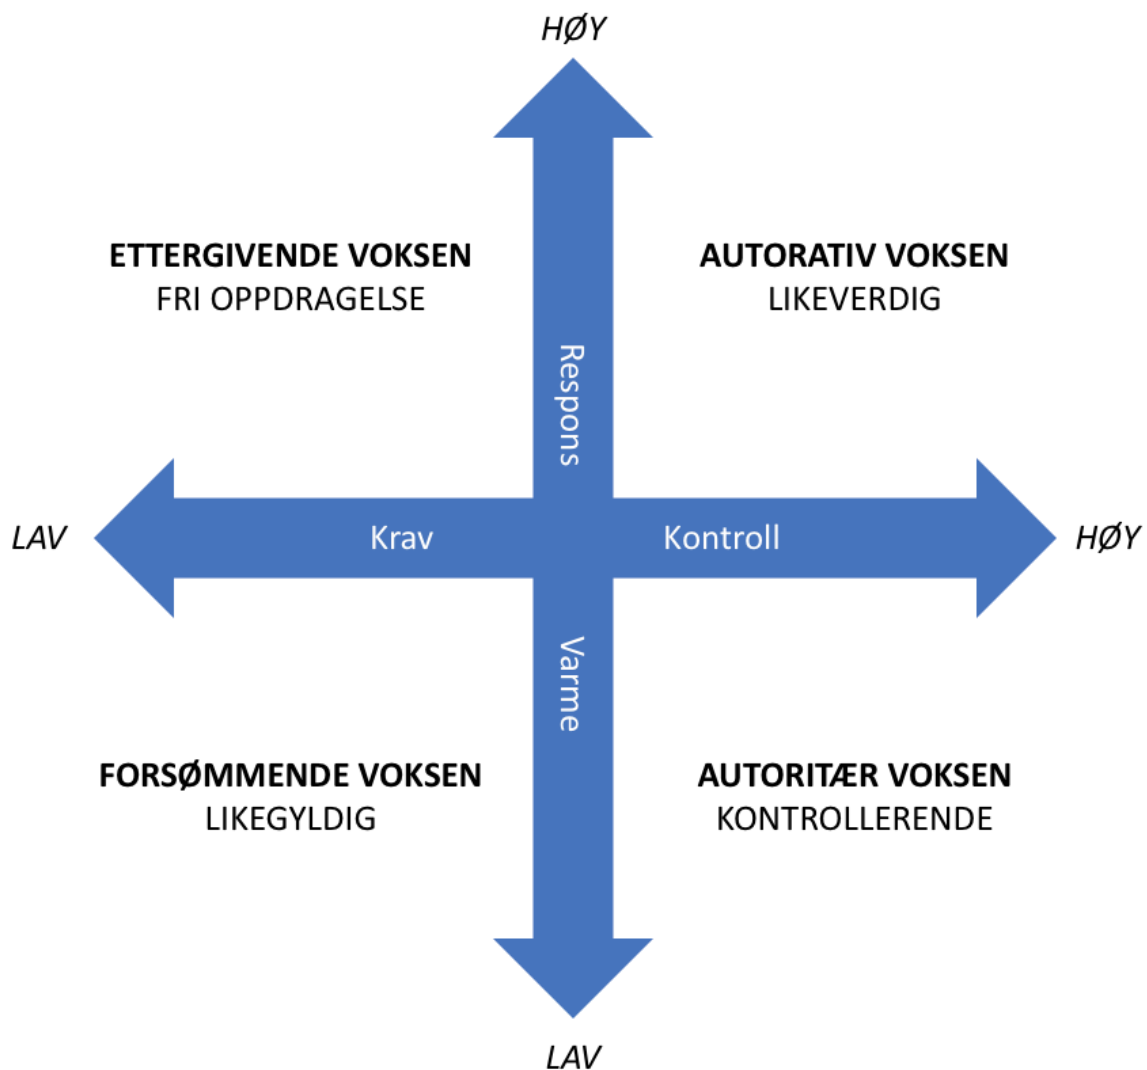 HØY
ETTERGIVENDE VOKSEN
FRI OPPDRAGELSE
AUTORATIV VOKSEN
LIKEVERDIG
Respons
LAV
Krav
Kontroll
HØY
Varme
FORSØMMENDE VOKSEN
LIKEGYLDIG
AUTORITÆR VOKSEN
KONTROLLERENDE
LAV